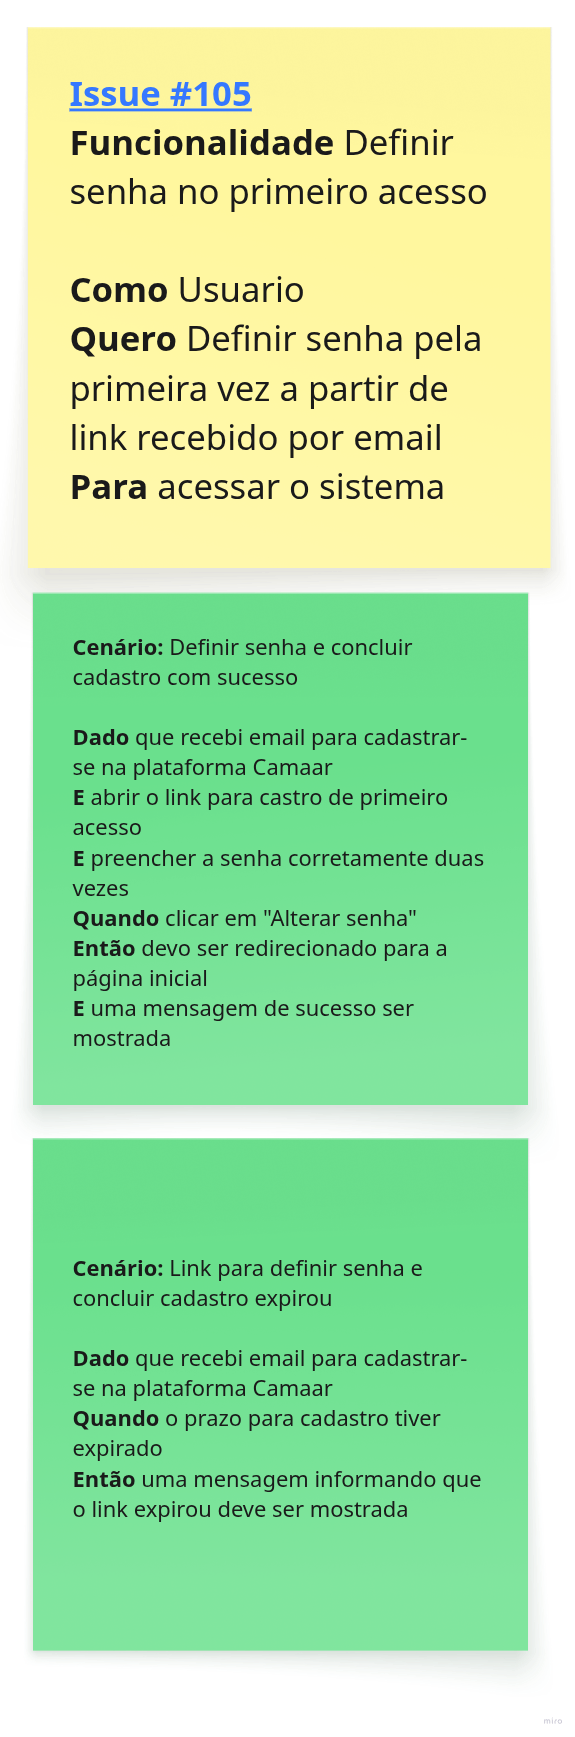 Issue #105
Funcionalidade Definir
senha no primeiro acesso
Como Usuario
Quero Definir senha pela
primeira vez a partir de
link recebido por email
Para acessar o sistema
Cenário: Definir senha e concluir
cadastro com sucesso
Dado que recebi email para cadastrar-
se na plataforma Camaar
E abrir o link para castro de primeiro
acesso
E preencher a senha corretamente duas
vezes
Quando clicar em "Alterar senha"
Então devo ser redirecionado para a
página inicial
E uma mensagem de sucesso ser
mostrada
Cenário: Link para definir senha e
concluir cadastro expirou
Dado que recebi email para cadastrar-
se na plataforma Camaar
Quando o prazo para cadastro tiver
expirado
Então uma mensagem informando que
o link expirou deve ser mostrada
miro